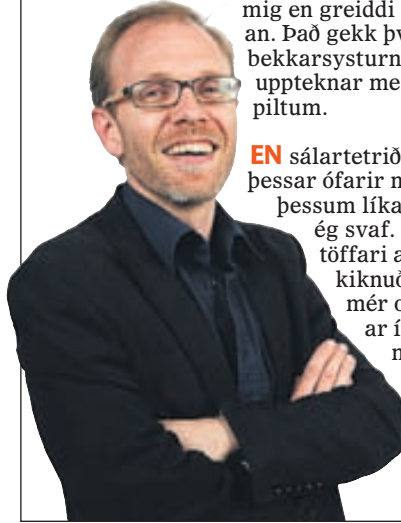 mig en greiddi
an. Það gekk þv
bekkarsysturn
uppteknar me
piltum.
EN sálartetrið
þessar ófarir n
þessum líka
ég svaf.
töffari a
kiknuð
mér o
ar í
n